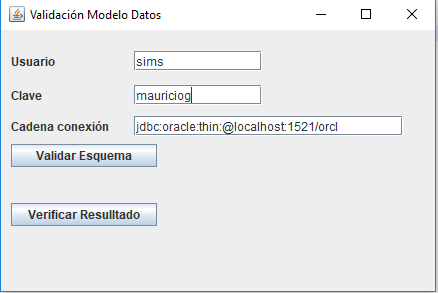 Validación Modelo Datos
Usuario sims
Clave mauriciog
Cadena conexión jdbc:oracle:thin:@localhost:1521/orcl
Validar Esquema
Verificar Resulltado